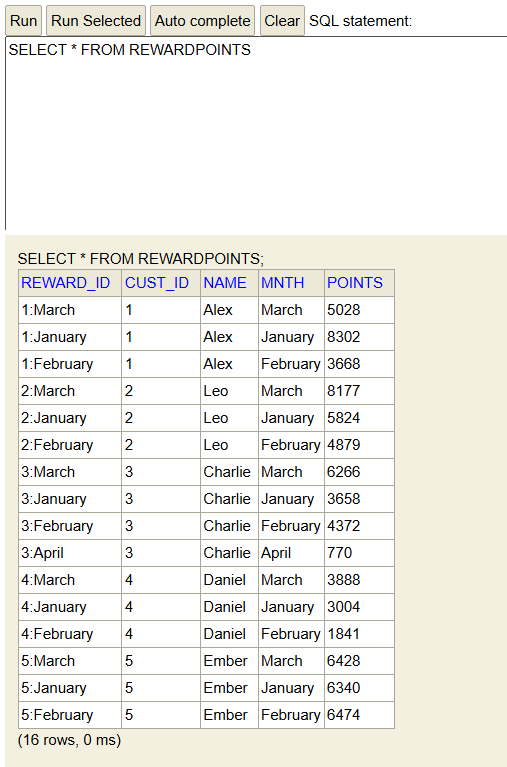 Run Run Selected Auto complete Clear SQL statement:
SELECT * FROM REWARDPOINTS
SELECT * FROM REWARDPOINTS;
REWARD_ID CUST_ID NAME MNTH POINTS
1:March 1 Alex March 5028
1:January 1 Alex January 8302
1:February 1 Alex February 3668
2:March 2 Leo March 8177
2:January 2 Leo January 5824
2:February 2 Leo February 4879
3:March 3 Charlie March 6266
3:January 3 Charlie January 3658
3:February 3 Charlie February 4372
3:April 3 Charlie April 770
4:March 4 Daniel March 3888
4:January 4 Daniel January 3004
4:February 4 Daniel February 1841
5:March 5 Ember March 6428
5:January 5 Ember January 6340
5:February 5 Ember February 6474
(16 rows, 0 ms)